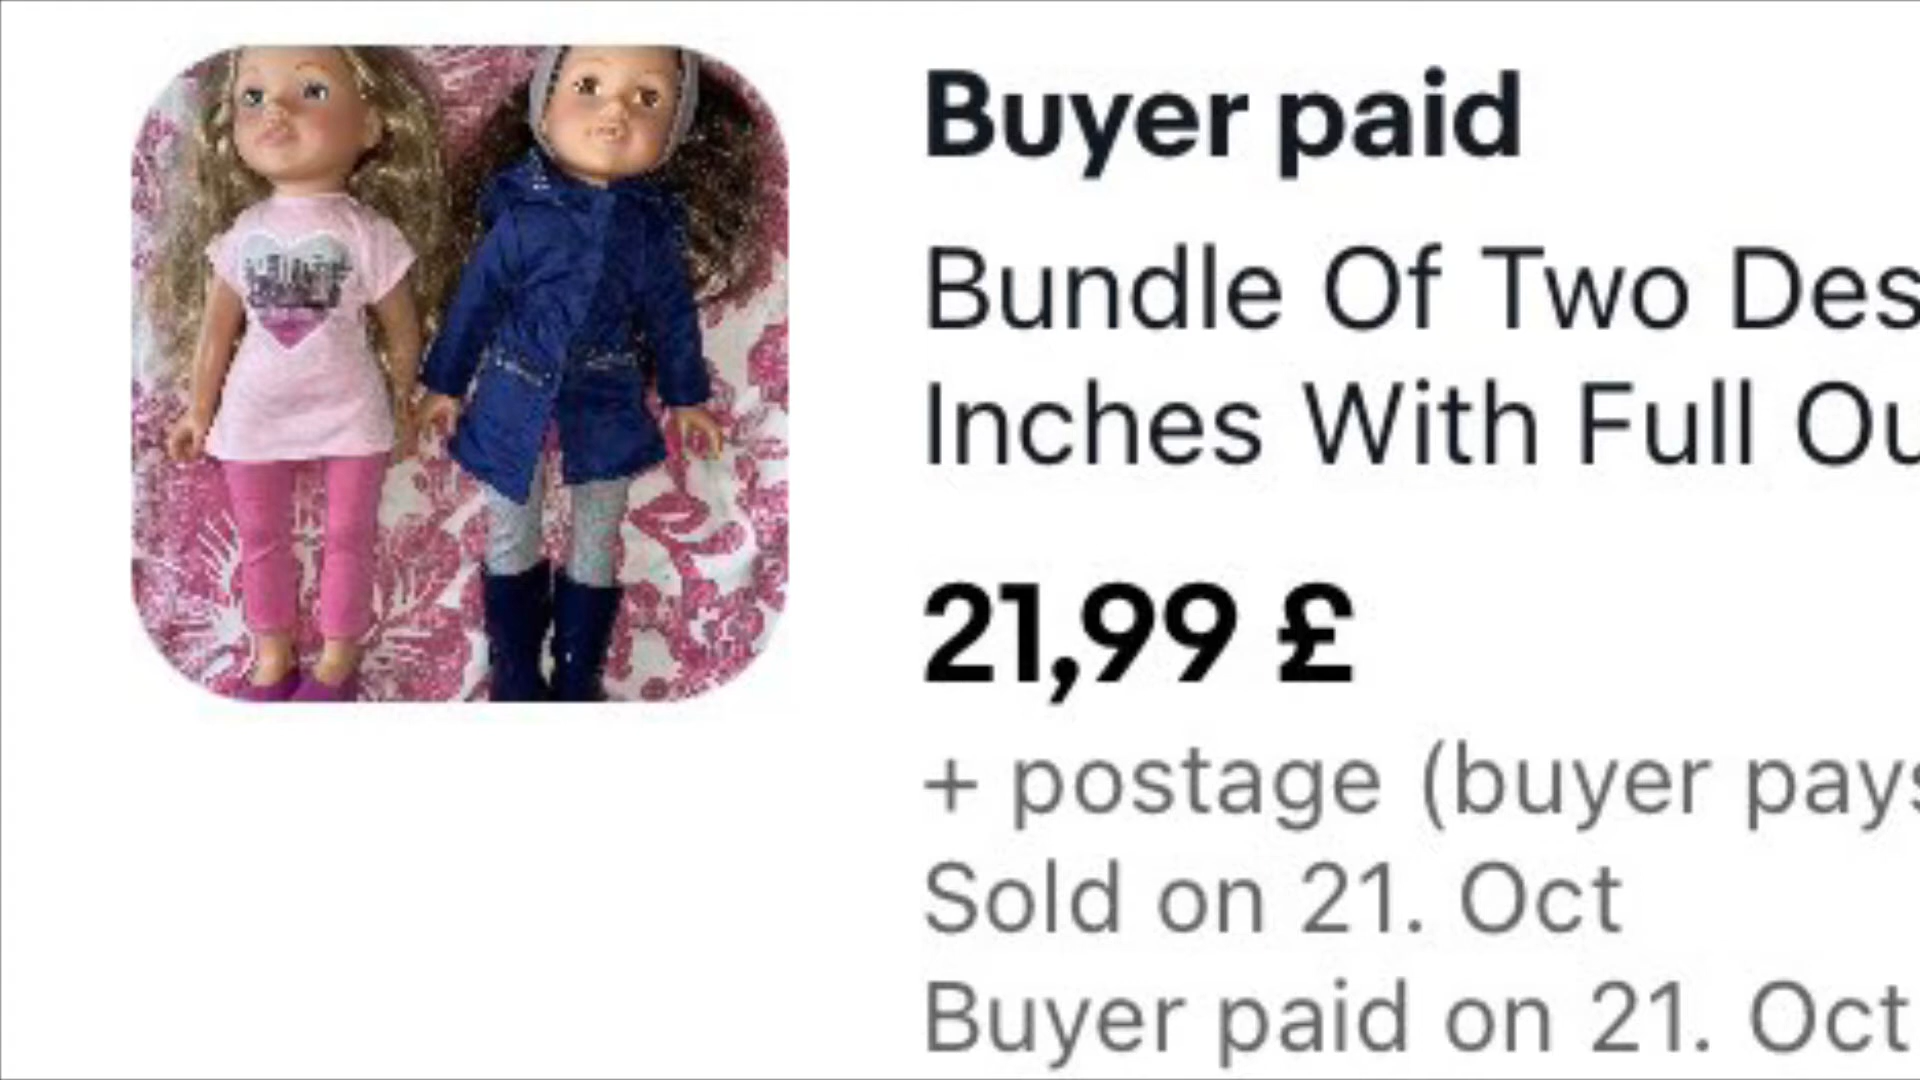 Buyer paid
Bundle Of Two Des
Inches With Full Ou
21,99 £
+ postage (buyer pays
Sold on 21. Oct
Buyer paid on 21. Oct